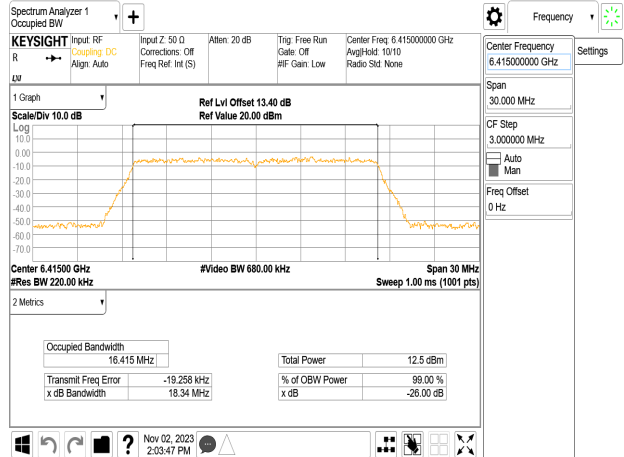 Spectrum Analyzer 1
Occupied BW
Frequency
KEYSIGHT
R
LXI
Input: RF
Coupling: DC
Align: Auto
Input Z: 50 Ω
Corrections: Off
Freq Ref: Int (S)
Atten: 20 dB
Trig: Free Run
Gate: Off
#IF Gain: Low
Center Freq: 6.415000000 GHz
Avg|Hold: 10/10
Radio Std: None
Center Frequency
6.415000000 GHz
Settings
Span
30.000 MHz
CF Step
3.000000 MHz
Auto
Man
Freq Offset
0 Hz
1 Graph
Scale/Div 10.0 dB
Ref Lvl Offset 13.40 dB
Ref Value 20.00 dBm
Log
10.0
0.00
-10.0
-20.0
-30.0
-40.0
-50.0
-60.0
-70.0
Center 6.41500 GHz
#Video BW 680.00 kHz
Span 30 MHz
#Res BW 220.00 kHz
Sweep 1.00 ms (1001 pts)
2 Metrics
Occupied Bandwidth
16.415 MHz
Total Power
12.5 dBm
Transmit Freq Error
-19.258 kHz
% of OBW Power
99.00 %
x dB Bandwidth
18.34 MHz
x dB
-26.00 dB
?
Nov 02, 2023
2:03:47 PM